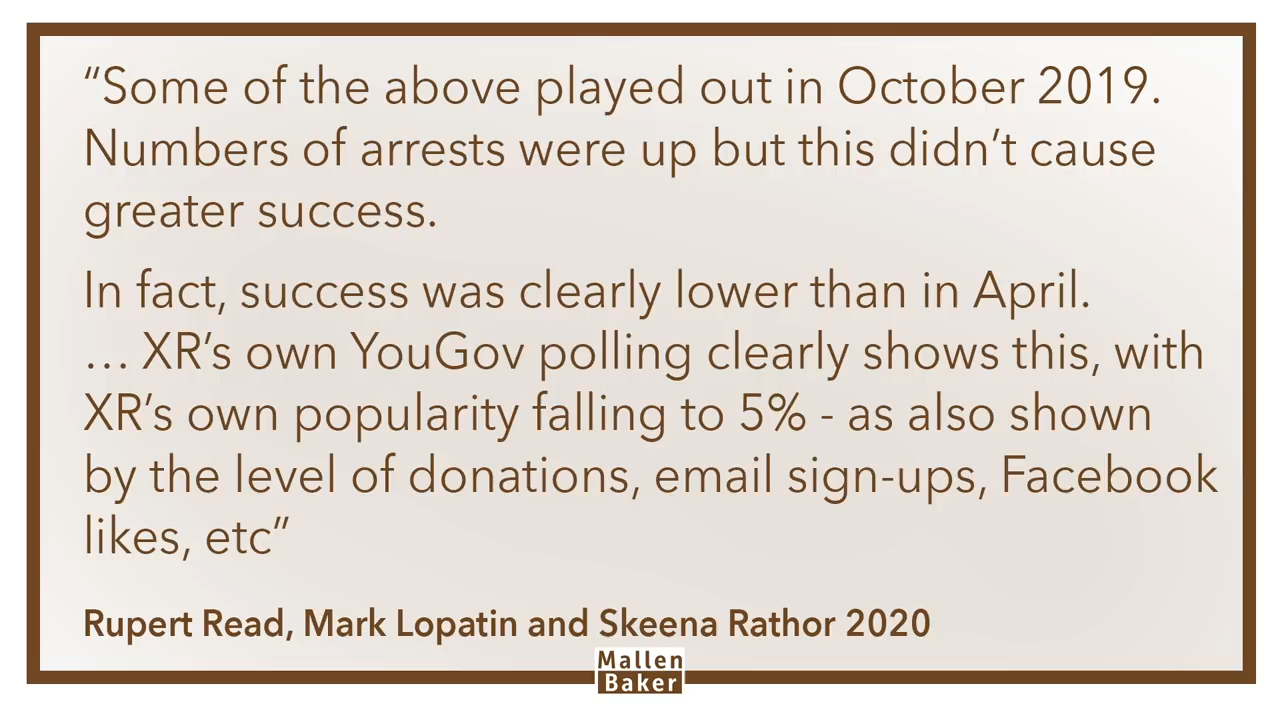 “Some of the above played out in October 2019.
Numbers of arrests were up but this didn’t cause
greater success.
In fact, success was clearly lower than in April.
… XR’s own YouGov polling clearly shows this, with
XR’s own popularity falling to 5% - as also shown
by the level of donations, email sign-ups, Facebook
likes, etc”
Rupert Read, Mark Lopatin and Skeena Rathor 2020
Mallen
Baker